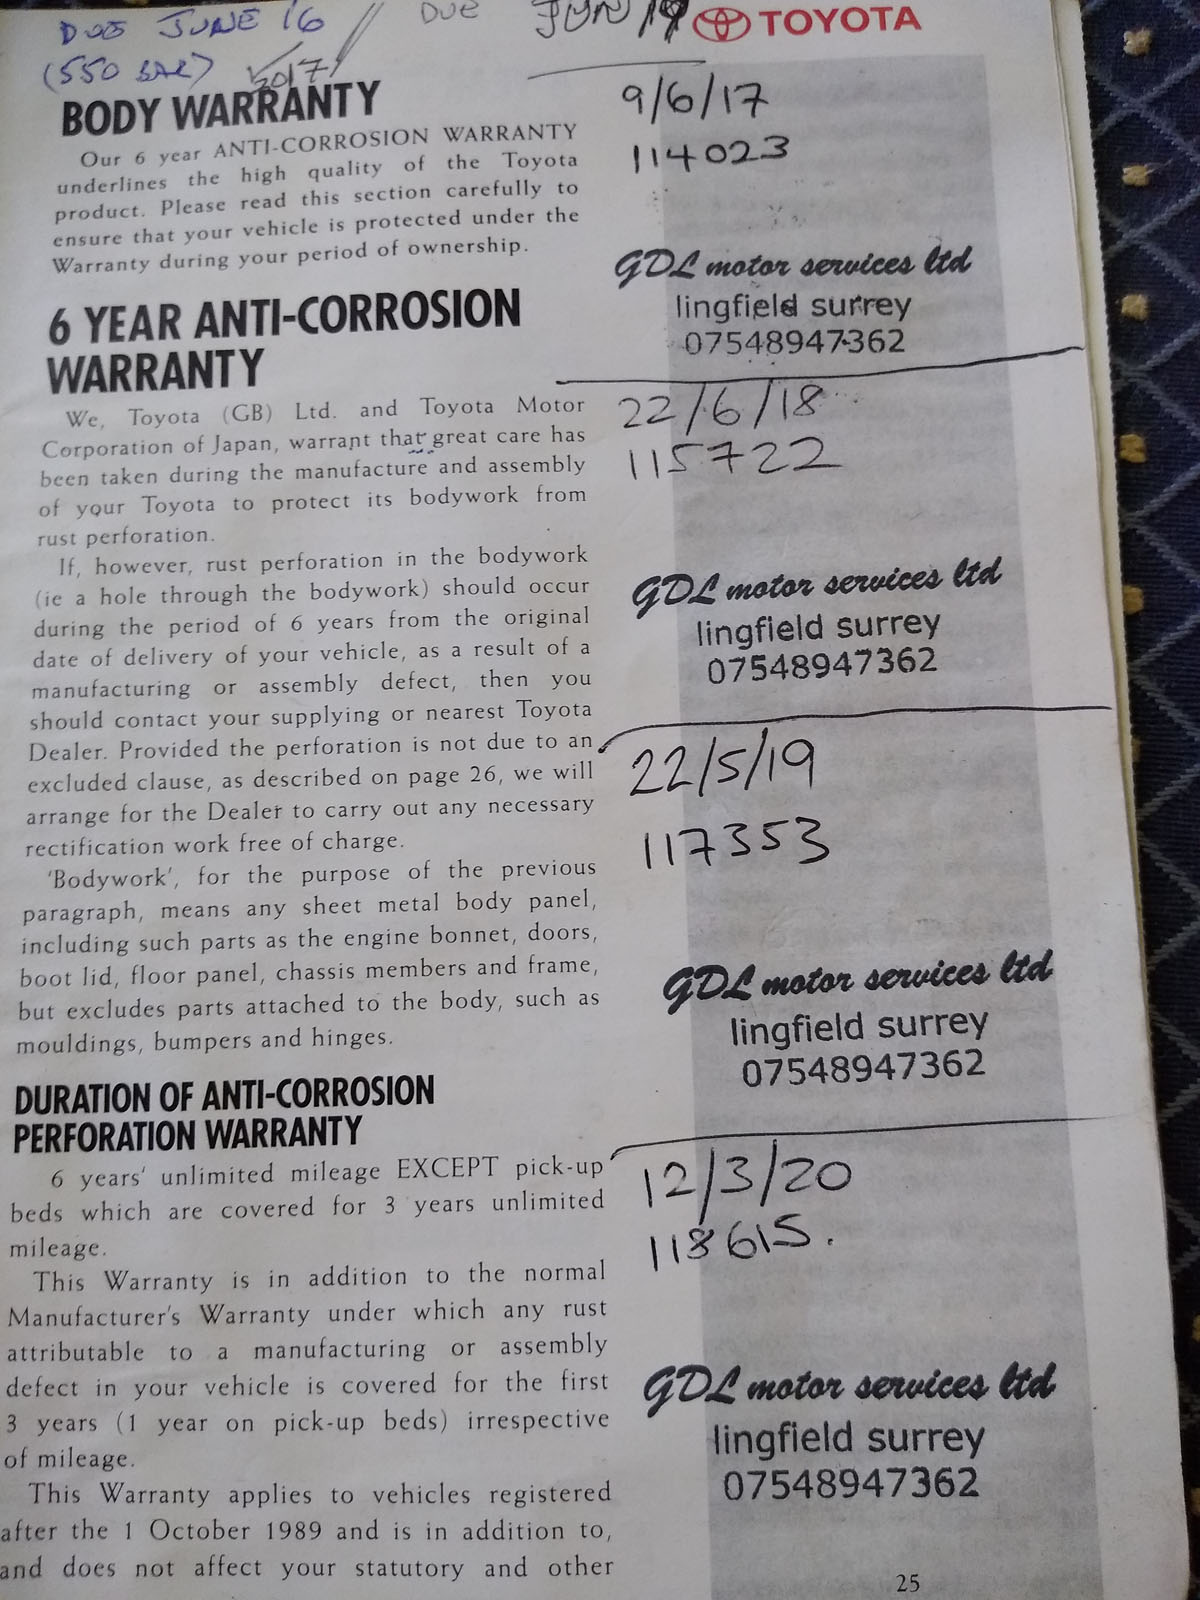 DUE JUNE 16
(550 BAL)
2017
DUE JUN 19
TOYOTA
BODY WARRANTY
Our 6 year ANTI-CORROSION WARRANTY
underlines the high quality of the Toyota
product. Please read this section carefully to
ensure that your vehicle is protected under the
Warranty during your period of ownership.
6 YEAR ANTI-CORROSION
WARRANTY
We, Toyota (GB) Ltd. and Toyota Motor
Corporation of Japan, warrant that great care has
been taken during the manufacture and assembly
of your Toyota to protect its bodywork from
rust perforation.
If, however, rust perforation in the bodywork
(ie a hole through the bodywork) should occur
during the period of 6 years from the original
date of delivery of your vehicle, as a result of a
manufacturing or assembly defect, then you
should contact your supplying or nearest Toyota
Dealer. Provided the perforation is not due to an
excluded clause, as described on page 26, we will
arrange for the Dealer to carry out any necessary
rectification work free of charge.
'Bodywork', for the purpose of the previous
paragraph, means any sheet metal body panel,
including such parts as the engine bonnet, doors,
boot lid, floor panel, chassis members and frame,
but excludes parts attached to the body, such as
mouldings, bumpers and hinges.
DURATION OF ANTI-CORROSION
PERFORATION WARRANTY
6 years' unlimited mileage EXCEPT pick-up
beds which are covered for 3 years unlimited
mileage.
This Warranty is in addition to the normal
Manufacturer's Warranty under which any rust
attributable to a manufacturing or assembly
defect in your vehicle is covered for the first
3 years (1 year on pick-up beds) irrespective
of mileage.
This Warranty applies to vehicles registered
after the 1 October 1989 and is in addition to,
and does not affect your statutory and other
9/6/17
114023
GDL motor services ltd
lingfield surrey
07548947362
22/6/18
115722
GDL motor services ltd
lingfield surrey
07548947362
22/5/19
117353
GDL motor services ltd
lingfield surrey
07548947362
12/3/20
118615.
GDL motor services ltd
lingfield surrey
07548947362
25